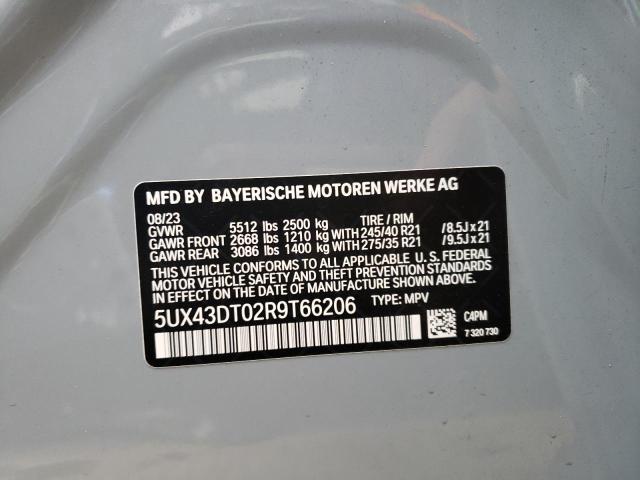 MFD BY BAYERISCHE MOTOREN WERKE AG
08/23
GVWR 5512 lbs 2500 kg TIRE / RIM
GAWR FRONT 2668 lbs 1210 kg WITH 245/40 R21 /8.5J x 21
GAWR REAR 3086 lbs 1400 kg WITH 275/35 R21 /9.5J x 21
THIS VEHICLE CONFORMS TO ALL APPLICABLE U. S. FEDERAL
MOTOR VEHICLE SAFETY AND THEFT PREVENTION STANDARDS
IN EFFECT ON THE DATE OF MANUFACTURE SHOWN ABOVE.
5UX43DT02R9T66206 TYPE: MPV
C4PM
7 320 730